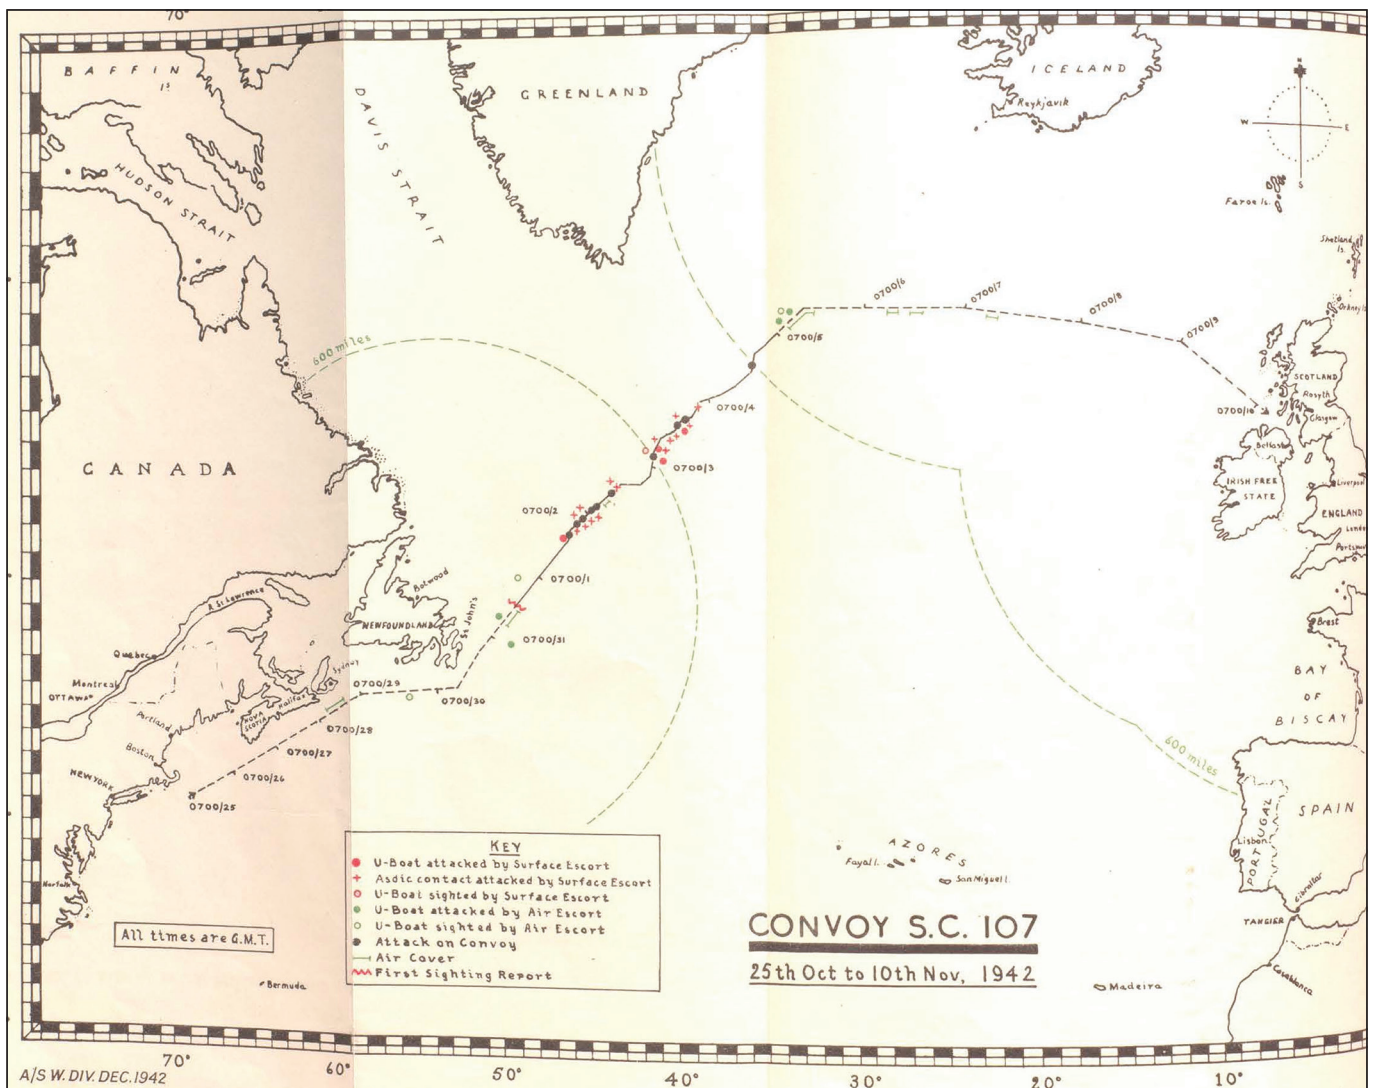 70°
BAFFIN
Is.
DAVIS STRAIT
GREENLAND
ICELAND
Reykjavik
N
W
E
S
HUDSON STRAIT
Faroe Is.
Shetland
Is.
Orkney Is
600 miles
0700/6
0700/7
0700/8
0700/9
0700/5
SCOTLAND
Rosyth
Glasgow
0700/4
0700/10
Belfast
CANADA
0700/3
IRISH FREE
STATE
Liverpool
ENGLAND
London
Portsmo
0700/2
0700/1
Botwood
R. St. Lawrence
NEWFOUNDLAND
St John's
0700/31
Brest
Quebec
Sydney
Montreal
OTTAWA
0700/29
0700/30
NOVA
SCOTIA
Halifax
Portland
0700/28
BAY
OF
BISCAY
Boston
0700/27
600 miles
NEW YORK
0700/26
0700/25
SPAIN
PORTUGAL
Lisbon
AZORES
Fayal I.
San Miguel I.
Norfolk
Gibraltar
TANGIER
Casablanca
KEY
U-Boat attacked by Surface Escort
Asdic contact attacked by Surface Escort
U-Boat sighted by Surface Escort
U-Boat attacked by Air Escort
U-Boat sighted by Air Escort
Attack on Convoy
Air Cover
First Sighting Report
All times are G.M.T.
CONVOY S.C. 107
25th Oct to 10th Nov, 1942
Bermuda
Madeira
70°
60°
50°
40°
30°
20°
10°
A/S W. DIV. DEC. 1942